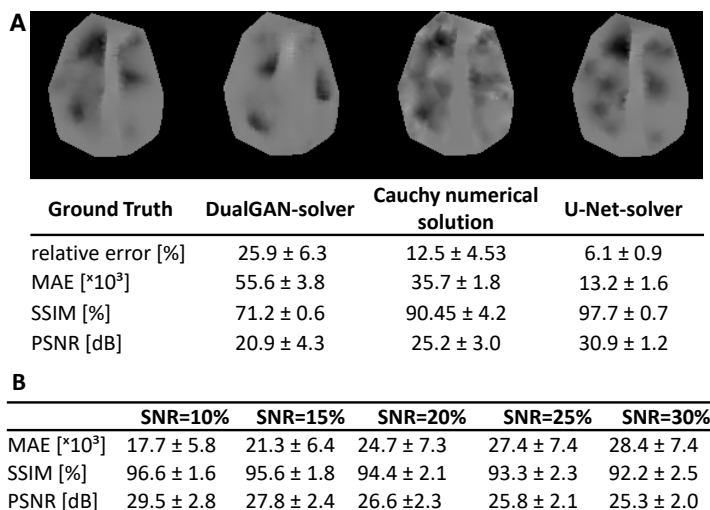 A
Ground Truth DualGAN-solver Cauchy numerical solution U-Net-solver
relative error [%] 25.9 ± 6.3 12.5 ± 4.53 6.1 ± 0.9
MAE [ˣ10³] 55.6 ± 3.8 35.7 ± 1.8 13.2 ± 1.6
SSIM [%] 71.2 ± 0.6 90.45 ± 4.2 97.7 ± 0.7
PSNR [dB] 20.9 ± 4.3 25.2 ± 3.0 30.9 ± 1.2
B
SNR=10% SNR=15% SNR=20% SNR=25% SNR=30%
MAE [ˣ10³] 17.7 ± 5.8 21.3 ± 6.4 24.7 ± 7.3 27.4 ± 7.4 28.4 ± 7.4
SSIM [%] 96.6 ± 1.6 95.6 ± 1.8 94.4 ± 2.1 93.3 ± 2.3 92.2 ± 2.5
PSNR [dB] 29.5 ± 2.8 27.8 ± 2.4 26.6 ±2.3 25.8 ± 2.1 25.3 ± 2.0